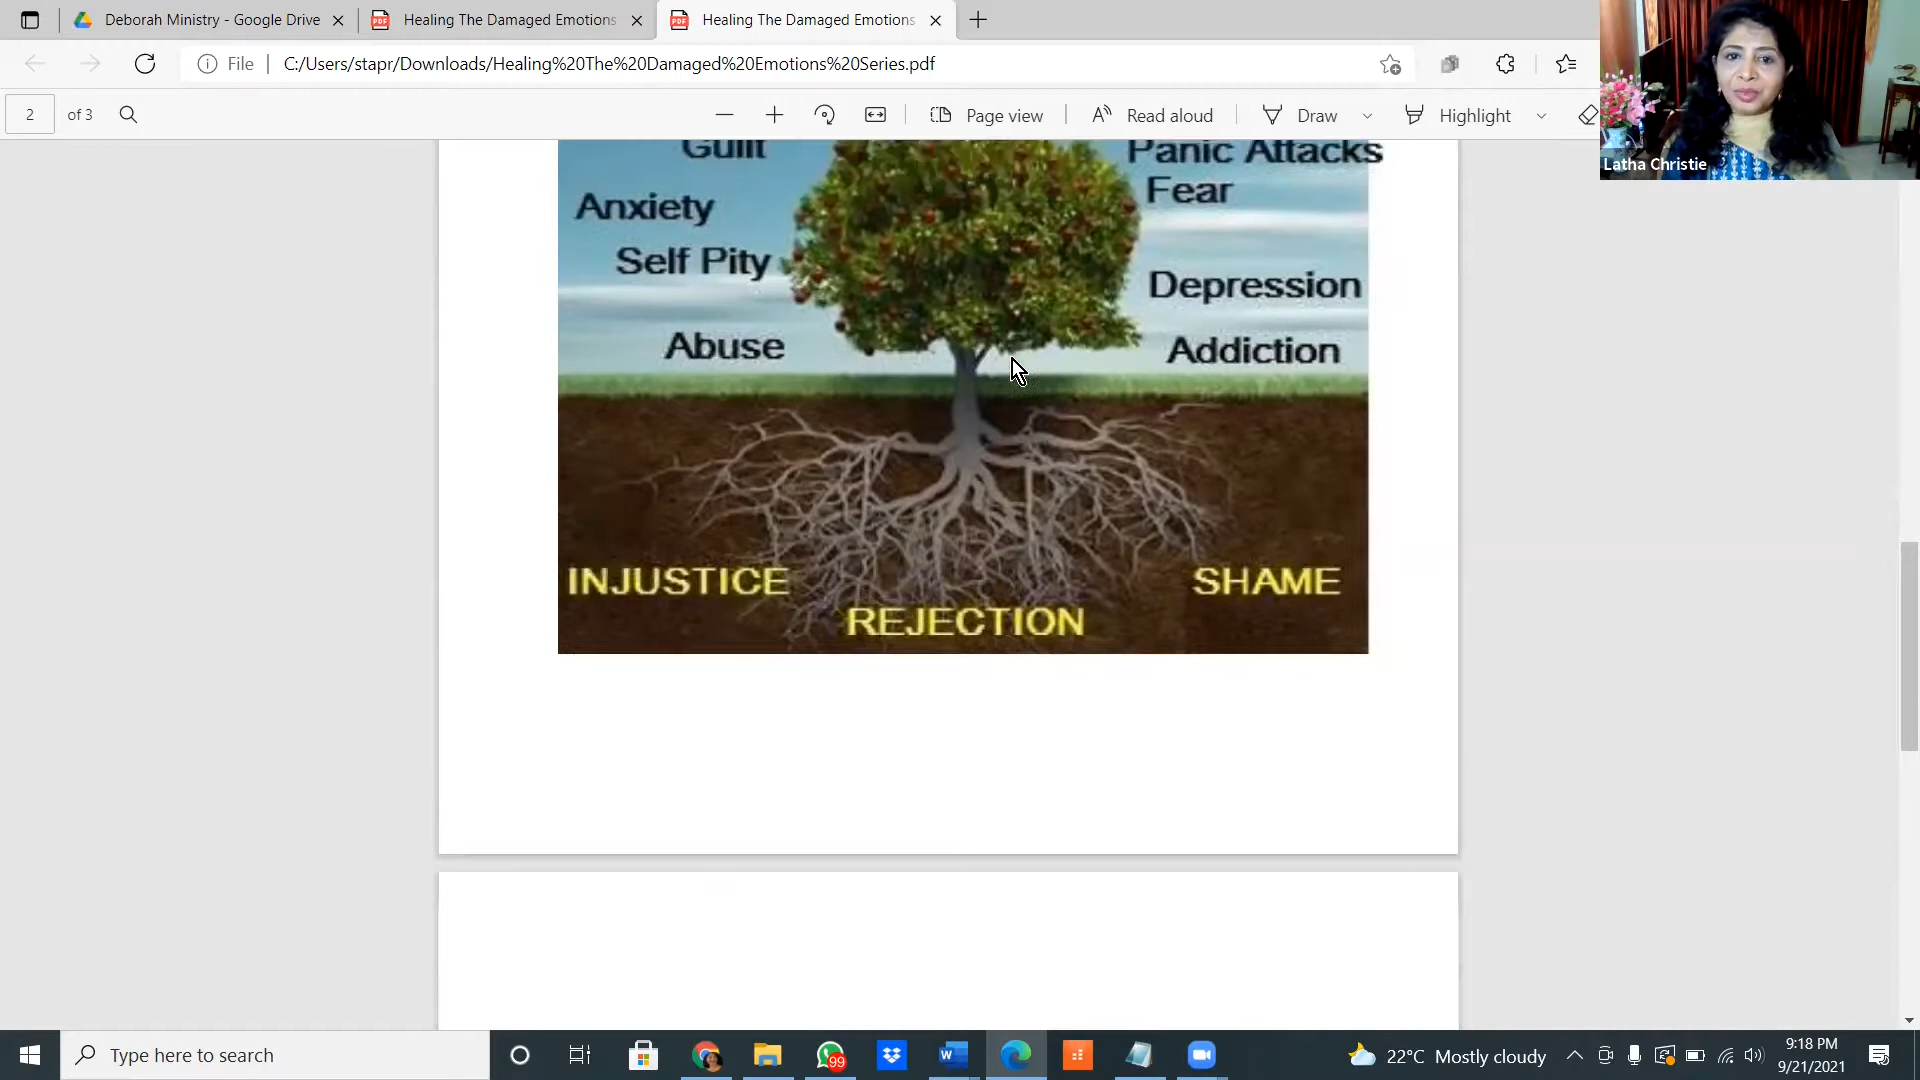 Deborah Ministry - Google Drive
Healing The Damaged Emotions
Healing The Damaged Emotions
File
C:/Users/stapr/Downloads/Healing%20The%20Damaged%20Emotions%20Series.pdf
2 of 3
Page view
Read aloud
Draw
Highlight
Latha Christie
Guilt
Panic Attacks
Anxiety
Fear
Self Pity
Depression
Abuse
Addiction
INJUSTICE
SHAME
REJECTION
Type here to search
99
22°C Mostly cloudy
9:18 PM
9/21/2021